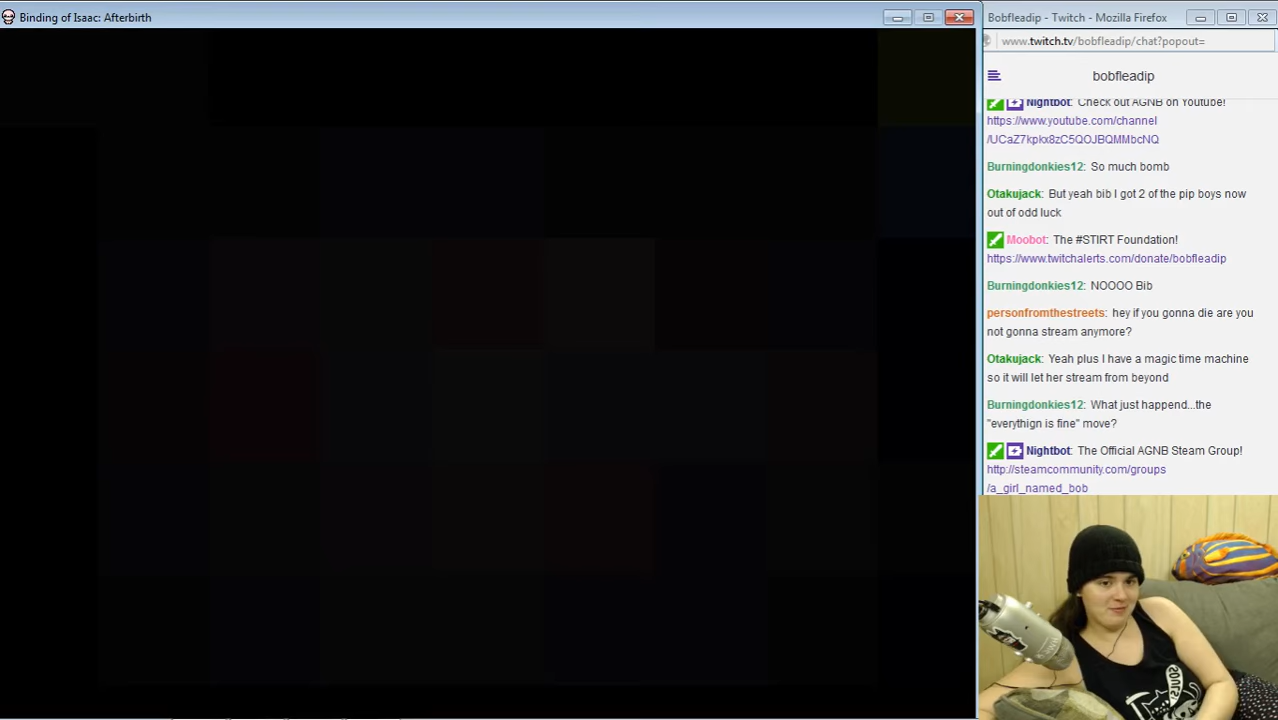 Binding of Isaac: Afterbirth
Bobfleadip - Twitch - Mozilla Firefox
www.twitch.tv/bobfleadip/chat?popout=
bobfleadip
Nightbot: Check out AGNB on Youtube!
https://www.youtube.com/channel
/UCaZ7kpkx8zC5QOJBQMMbcNQ
Burningdonkies12: So much bomb
Otakujack: But yeah bib I got 2 of the pip boys now
out of odd luck
Moobot: The #STIRT Foundation!
https://www.twitchalerts.com/donate/bobfleadip
Burningdonkies12: NOOOO Bib
personfromthestreets: hey if you gonna die are you
not gonna stream anymore?
Otakujack: Yeah plus I have a magic time machine
so it will let her stream from beyond
Burningdonkies12: What just happend...the
"everythign is fine" move?
Nightbot: The Official AGNB Steam Group!
http://steamcommunity.com/groups
/a_girl_named_bob